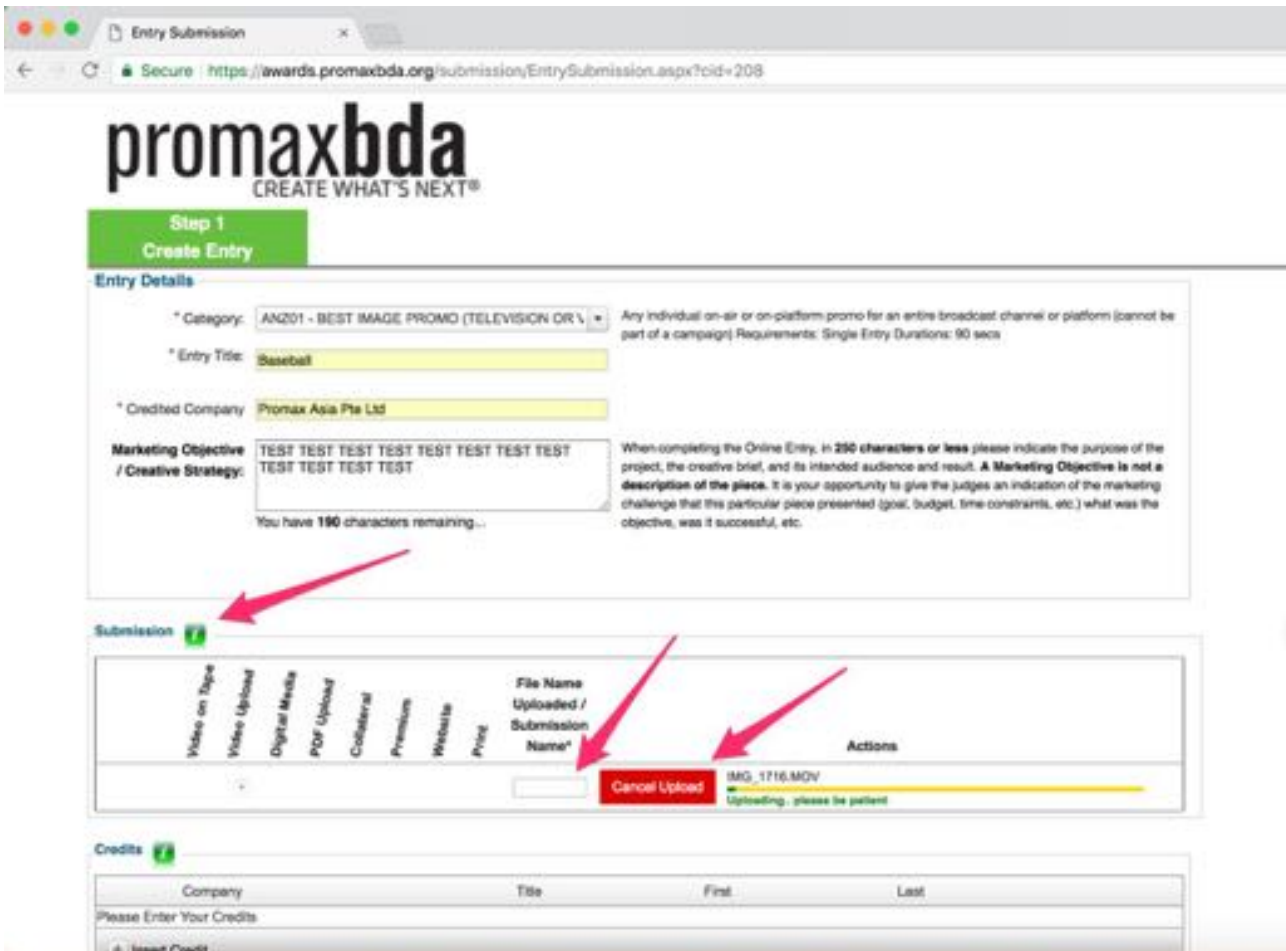 Entry Submission
Secure https://awards.promaxbda.org/submission/EntrySubmission.aspx?cid=208
promaxbda
CREATE WHAT'S NEXT®
Step 1
Create Entry
Entry Details
* Category: ANZ01 - BEST IMAGE PROMO (TELEVISION OR V
Any individual on-air or on-platform promo for an entire broadcast channel or platform (cannot be
part of a campaign) Requirements: Single Entry Durations: 90 secs
* Entry Title: Baseball
* Credited Company Promax Asia Pte Ltd
Marketing Objective
/ Creative Strategy:
TEST TEST TEST TEST TEST TEST TEST TEST
TEST TEST TEST TEST
You have 190 characters remaining...
When completing the Online Entry, in 250 characters or less please indicate the purpose of the
project, the creative brief, and its intended audience and result. A Marketing Objective is not a
description of the piece. It is your opportunity to give the judges an indication of the marketing
challenge that this particular piece presented (goal, budget, time constraints, etc.) what was the
objective, was it successful, etc.
Submission
Video on Tape
Video Upload
Digital Media
PDF Upload
Collateral
Premium
Website
Print
File Name
Uploaded /
Submission
Name*
Actions
Cancel Upload
IMG_1716.MOV
Uploading.. please be patient
Credits
Company Title First Last
Please Enter Your Credits
+ Insert Credit